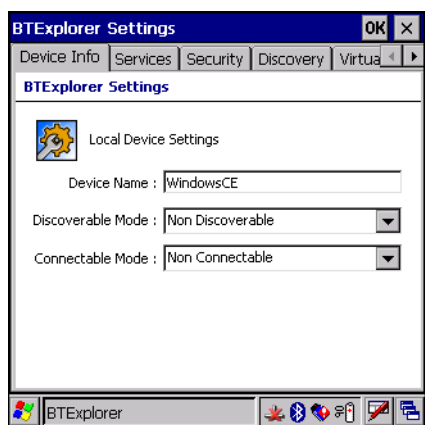 BTExplorer Settings OK
Device Info Services Security Discovery Virtua
BTExplorer Settings
Local Device Settings
Device Name : WindowsCE
Discoverable Mode : Non Discoverable
Connectable Mode : Non Connectable
BTExplorer